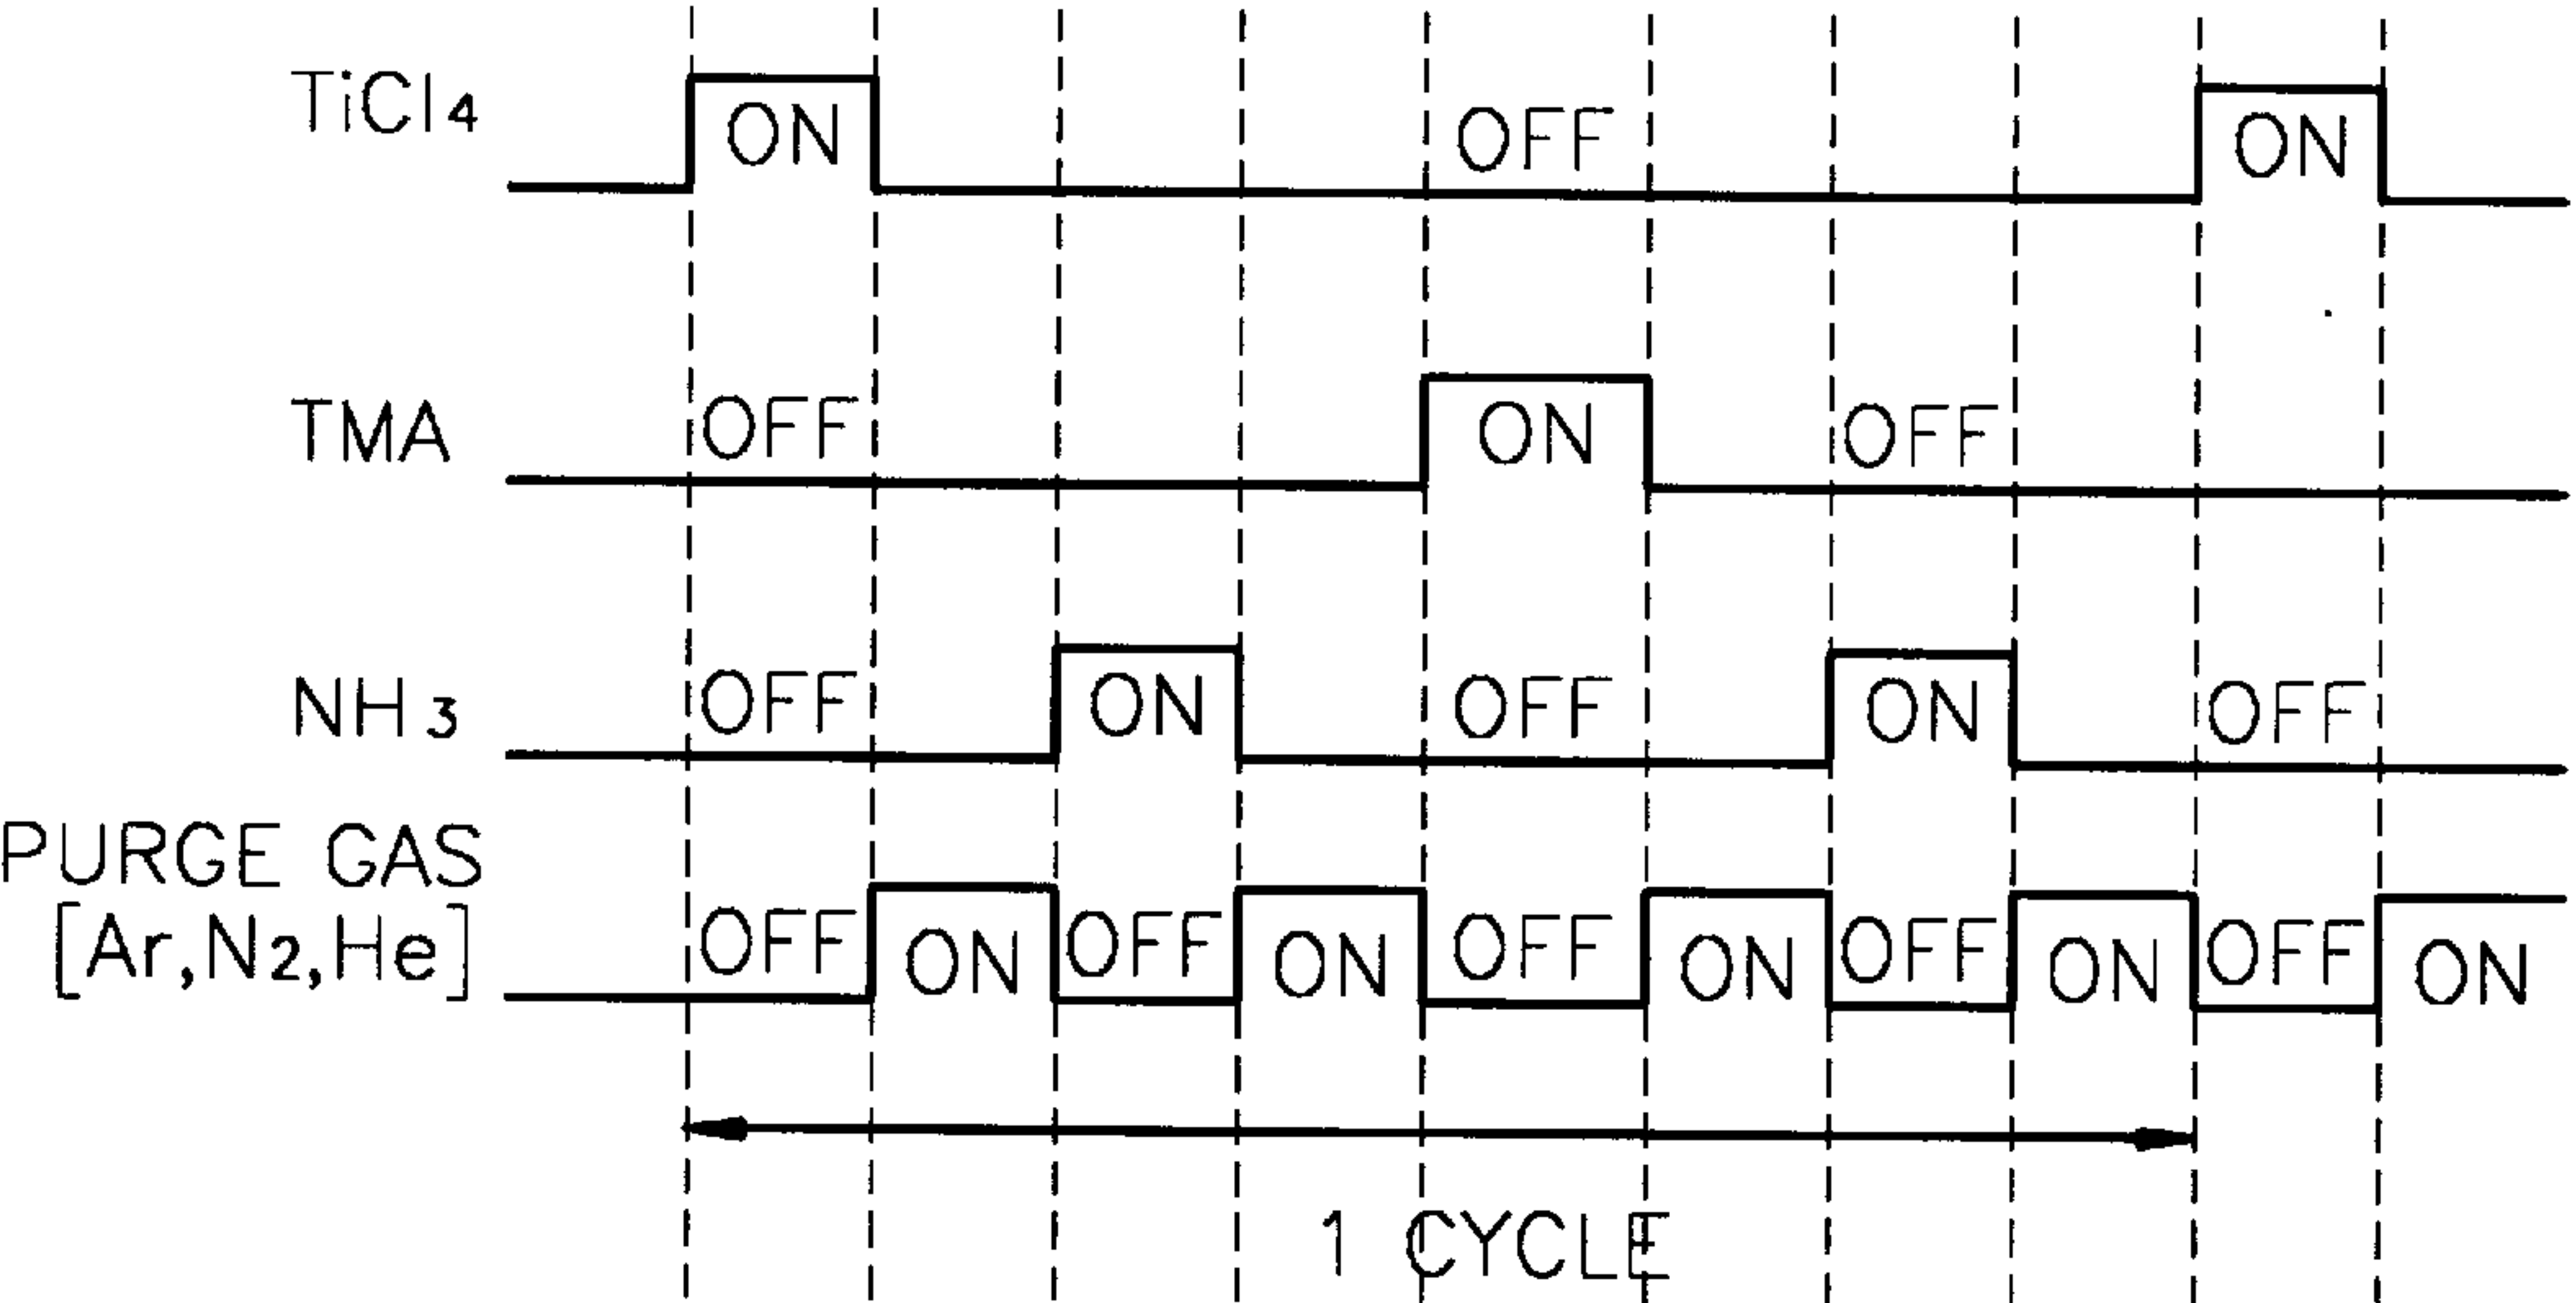 TiCl4 ON OFF ON
TMA OFF ON OFF
NH3 OFF ON OFF ON OFF
PURGE GAS
[Ar,N2,He] OFF ON OFF ON OFF ON OFF ON OFF ON
1 CYCLE